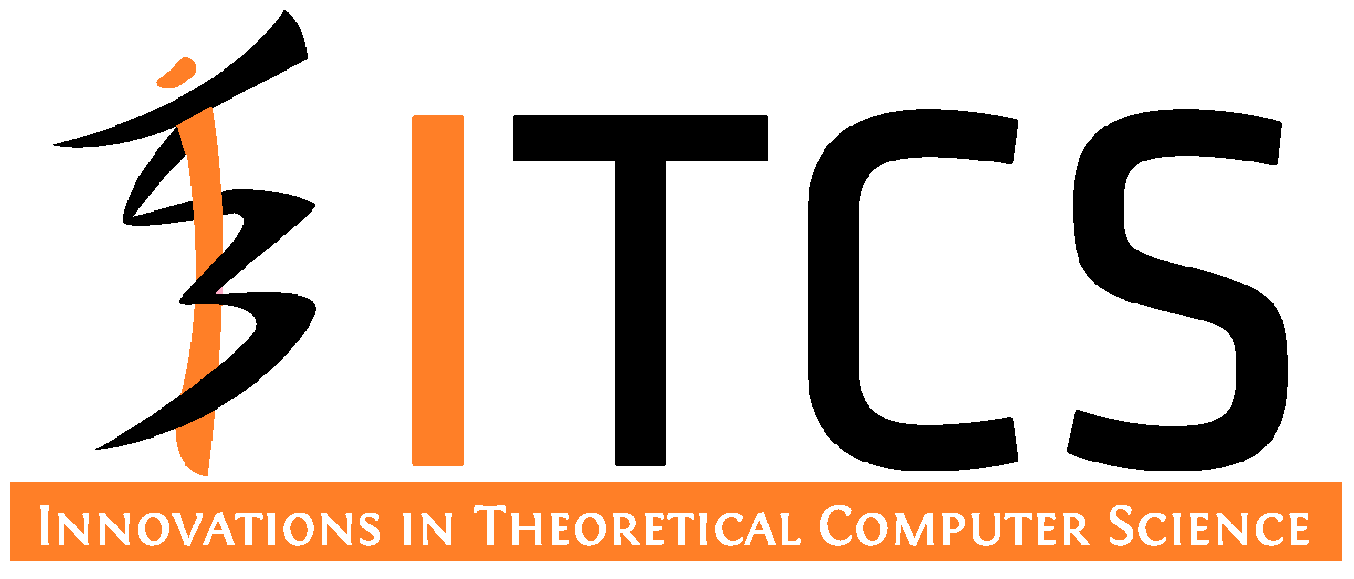 ITCS
INNOVATIONS IN THEORETICAL COMPUTER SCIENCE